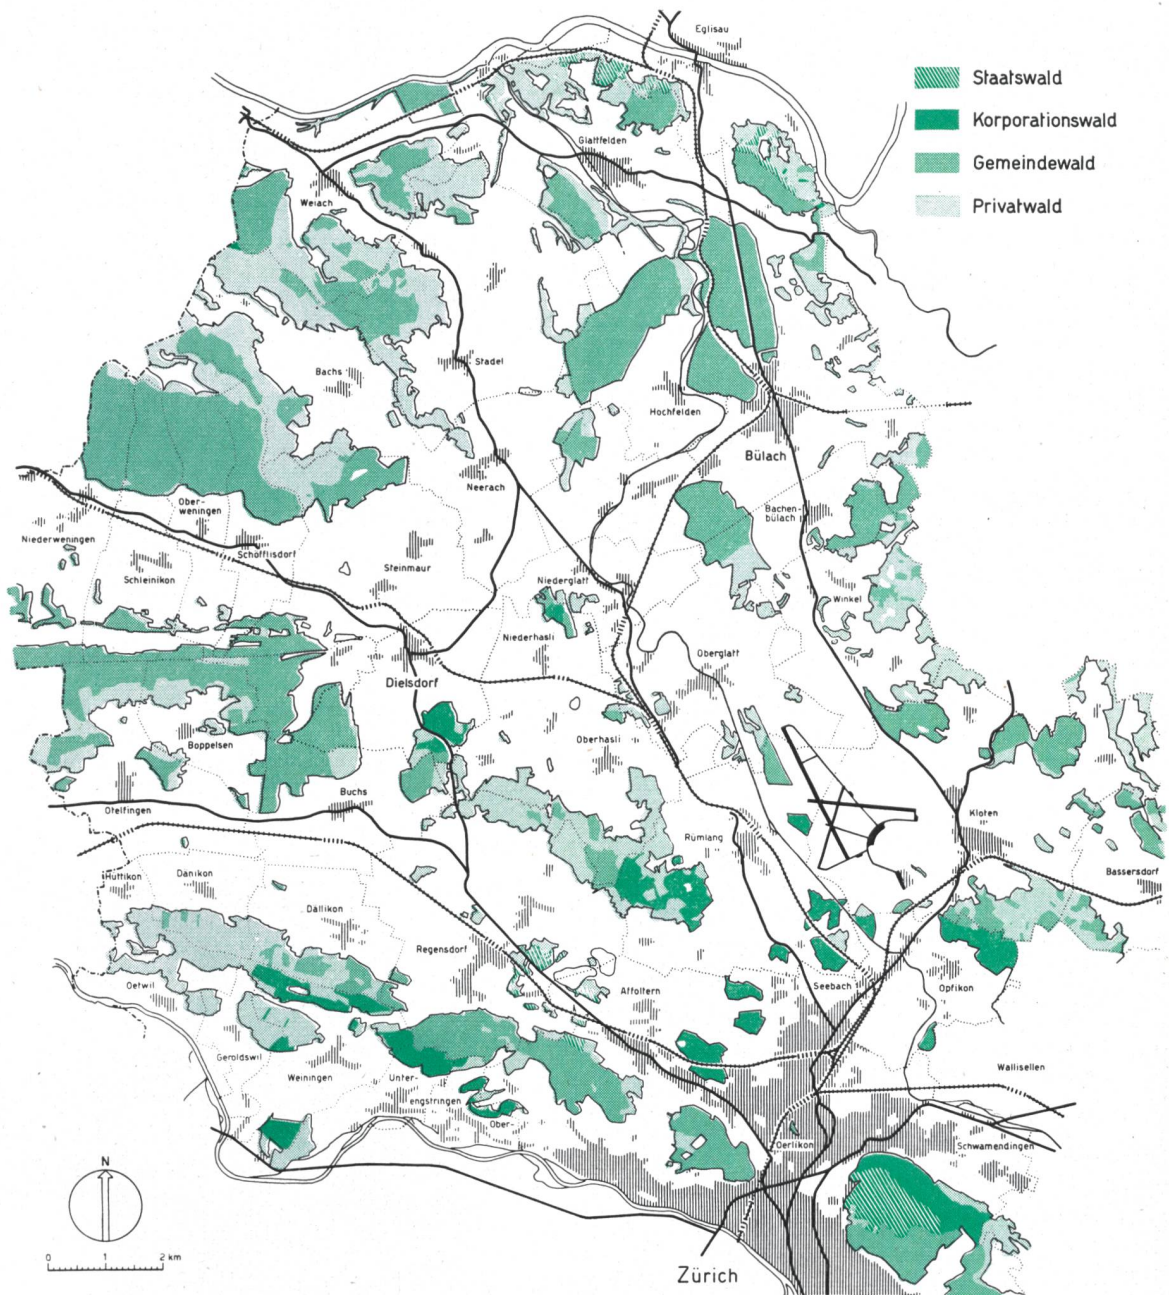 Eglisau
Staatswald
Korporationswald
Gemeindewald
Privatwald
Glattfelden
Weiach
Stadel
Bachs
Hochfelden
Bülach
Neerach
Ober-
weningen
Bachen-
bülach
Niederweningen
Schöfflisdorf
Schleinikon
Steinmaur
Niederglatt
Winkel
Niederhasli
Oberglatt
Dielsdorf
Boppelsen
Oberhasli
Buchs
Otelfingen
Kloten
Rümlang
Bassersdorf
Hüttikon
Dänikon
Dällikon
Regensdorf
Oetwil
Affoltern
Seebach
Opfikon
Geroldswil
Weiningen
Unter-
engstringen
Ober-
Wallisellen
Oerlikon
Schwamendingen
N
0 1 2 km
Zürich